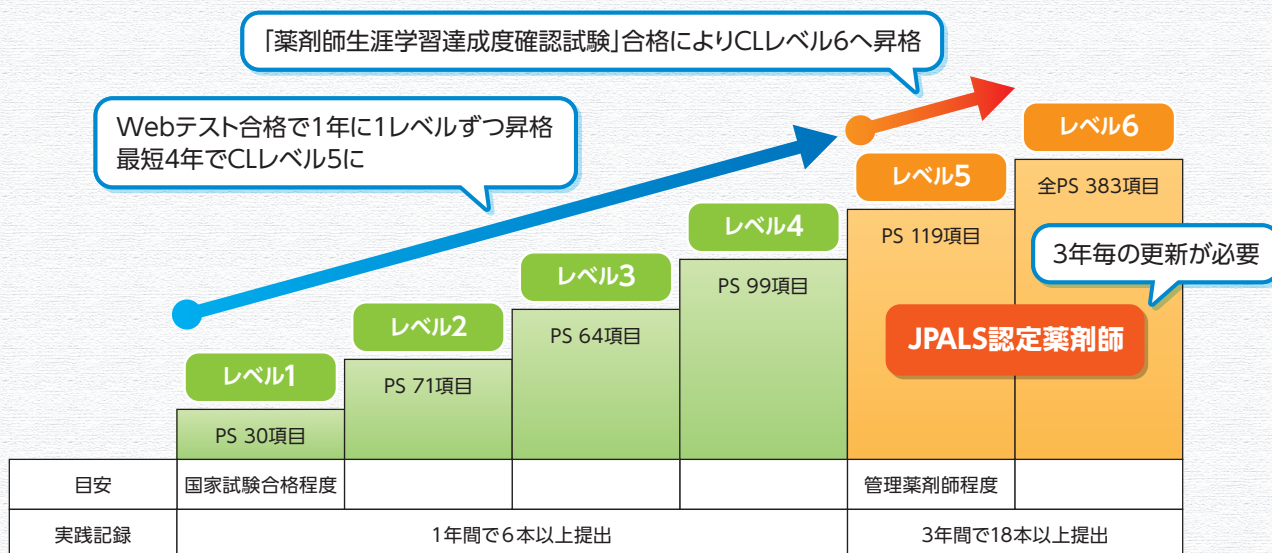 「薬剤師生涯学習達成度確認試験」合格によりCLレベル6へ昇格
Webテスト合格で1年に1レベルずつ昇格
最短4年でCLレベル5に
レベル6
全PS 383項目
レベル5
PS 119項目
3年毎の更新が必要
レベル4
PS 99項目
レベル3
PS 64項目
JPALS認定薬剤師
レベル2
PS 71項目
レベル1
PS 30項目
目安 国家試験合格程度 管理薬剤師程度
実践記録 1年間で6本以上提出 3年間で18本以上提出